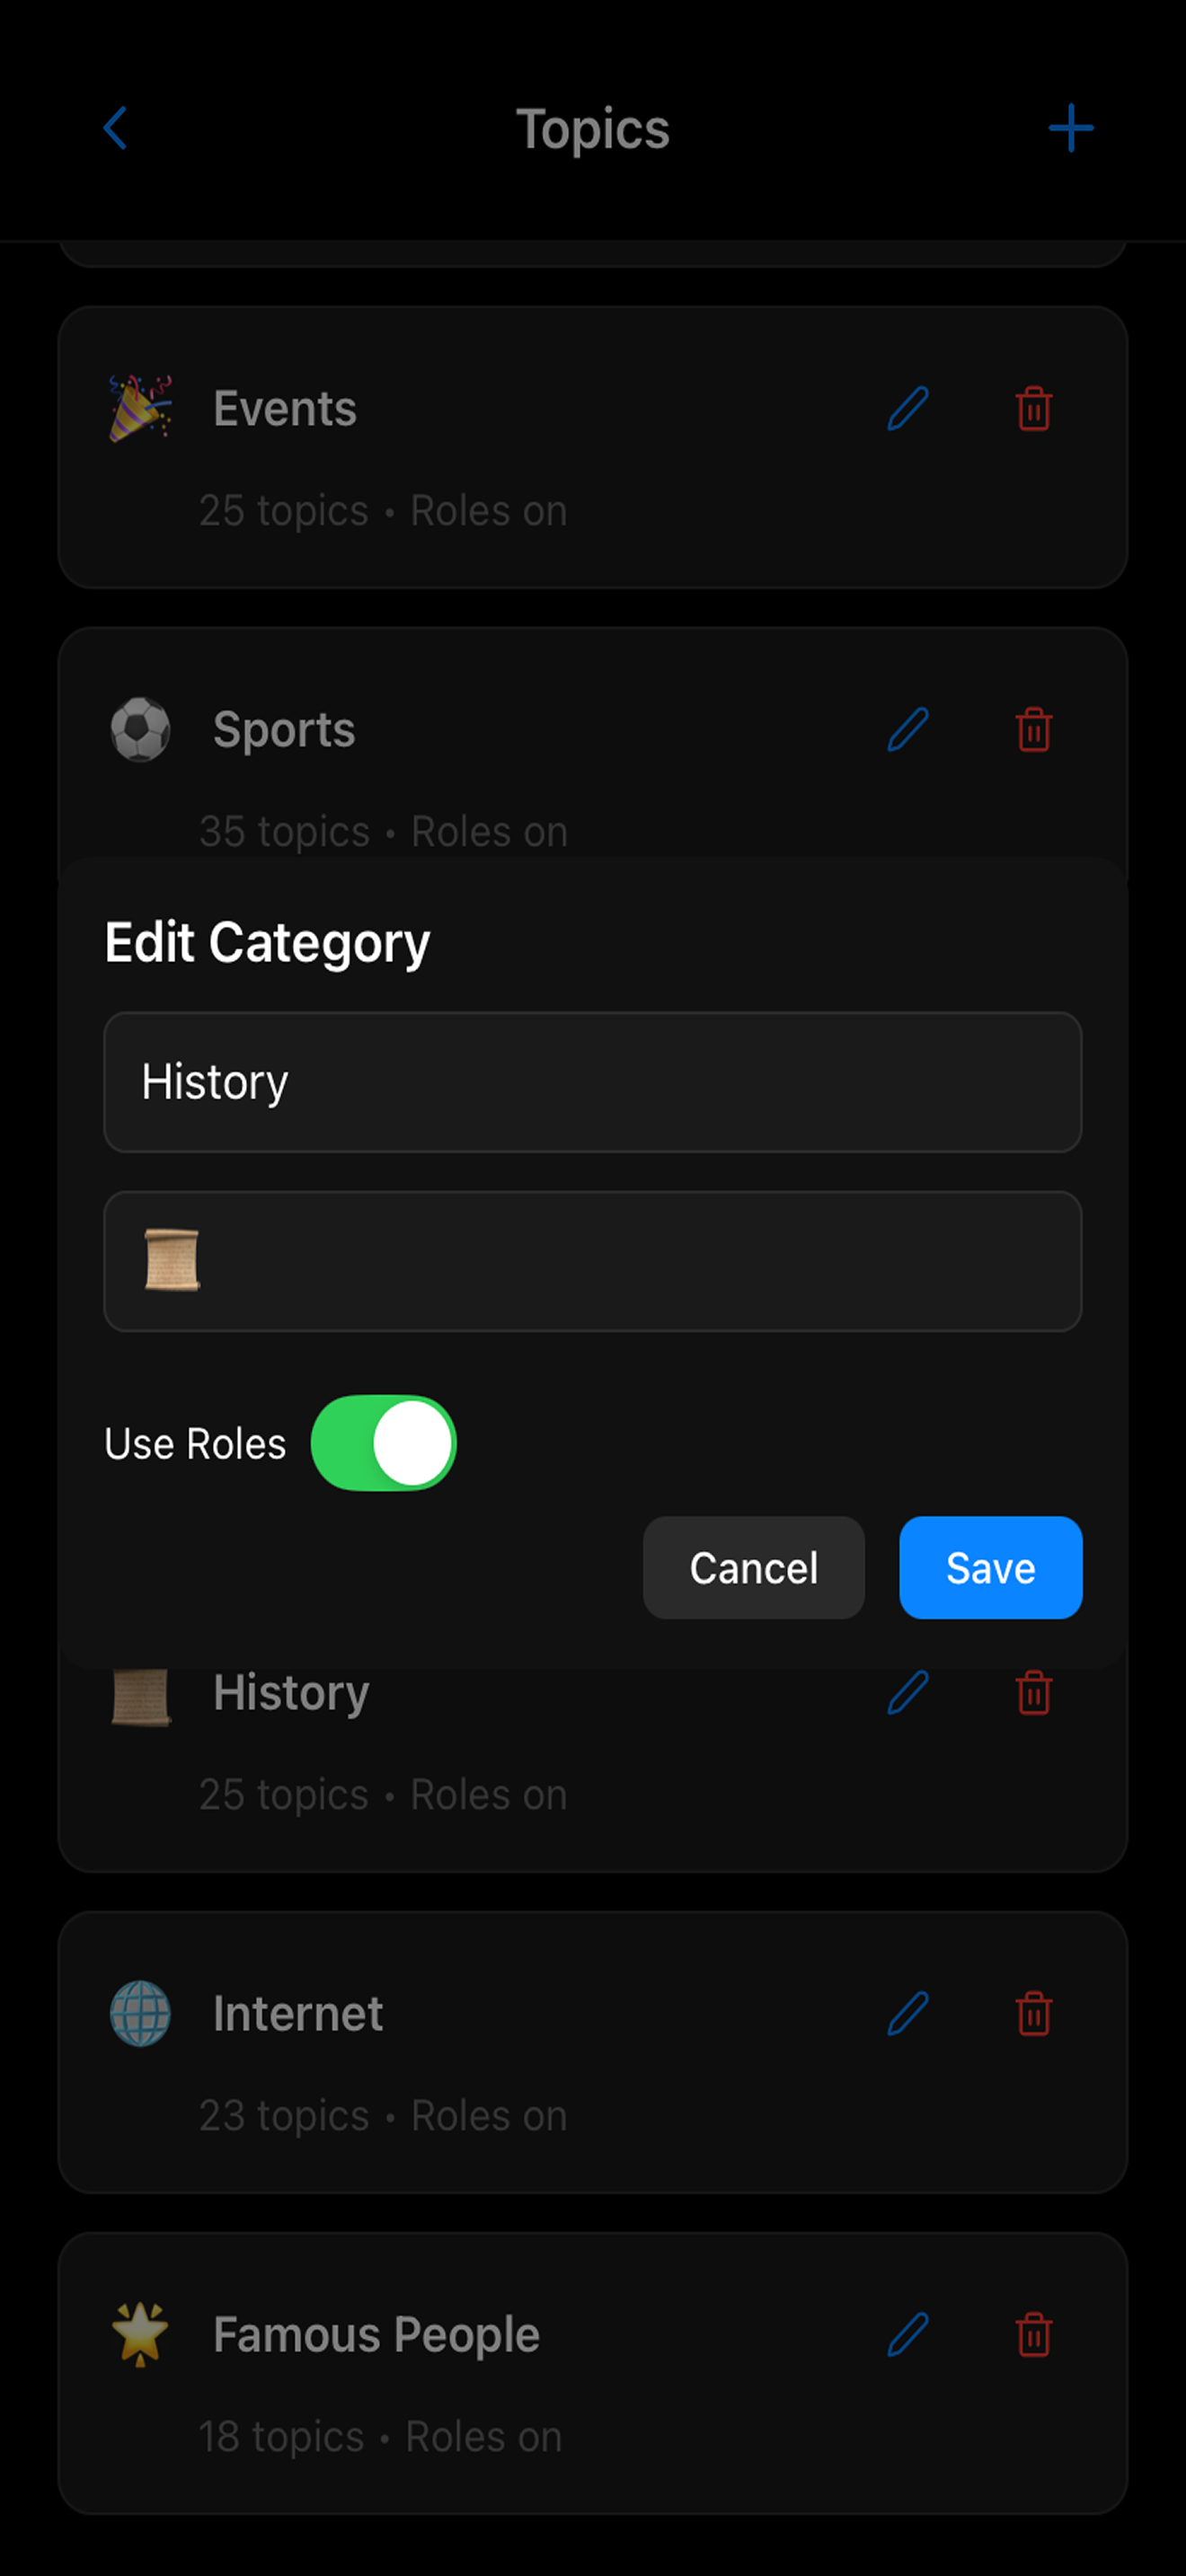 Topics
Events
25 topics • Roles on
Sports
35 topics • Roles on
Edit Category
History
Use Roles
Cancel Save
History
25 topics • Roles on
Internet
23 topics • Roles on
Famous People
18 topics • Roles on